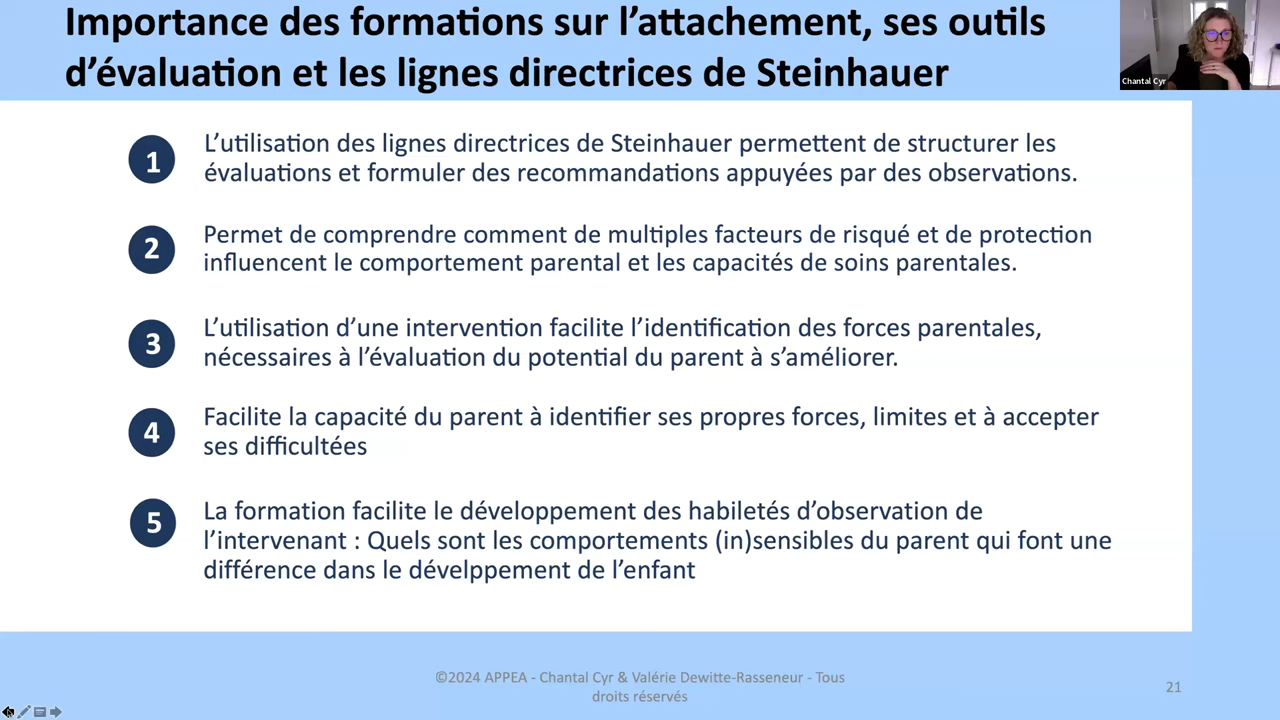 Importance des formations sur l’attachement, ses outils
d’évaluation et les lignes directrices de Steinhauer
Chantal Cyr
1
L’utilisation des lignes directrices de Steinhauer permettent de structurer les
évaluations et formuler des recommandations appuyées par des observations.
2
Permet de comprendre comment de multiples facteurs de risqué et de protection
influencent le comportement parental et les capacités de soins parentales.
3
L’utilisation d’une intervention facilite l’identification des forces parentales,
nécessaires à l’évaluation du potential du parent à s’améliorer.
4
Facilite la capacité du parent à identifier ses propres forces, limites et à accepter
ses difficultées
5
La formation facilite le développement des habiletés d’observation de
l’intervenant : Quels sont les comportements (in)sensibles du parent qui font une
différence dans le dévelppement de l’enfant
©2024 APPEA - Chantal Cyr & Valérie Dewitte-Rasseneur - Tous
droits réservés
21